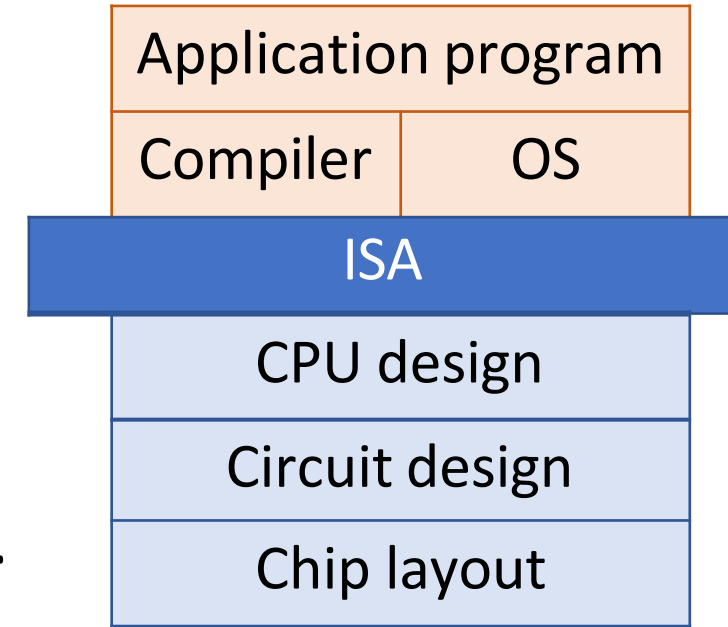 Application program
Compiler OS
ISA
CPU design
Circuit design
.
Chip layout